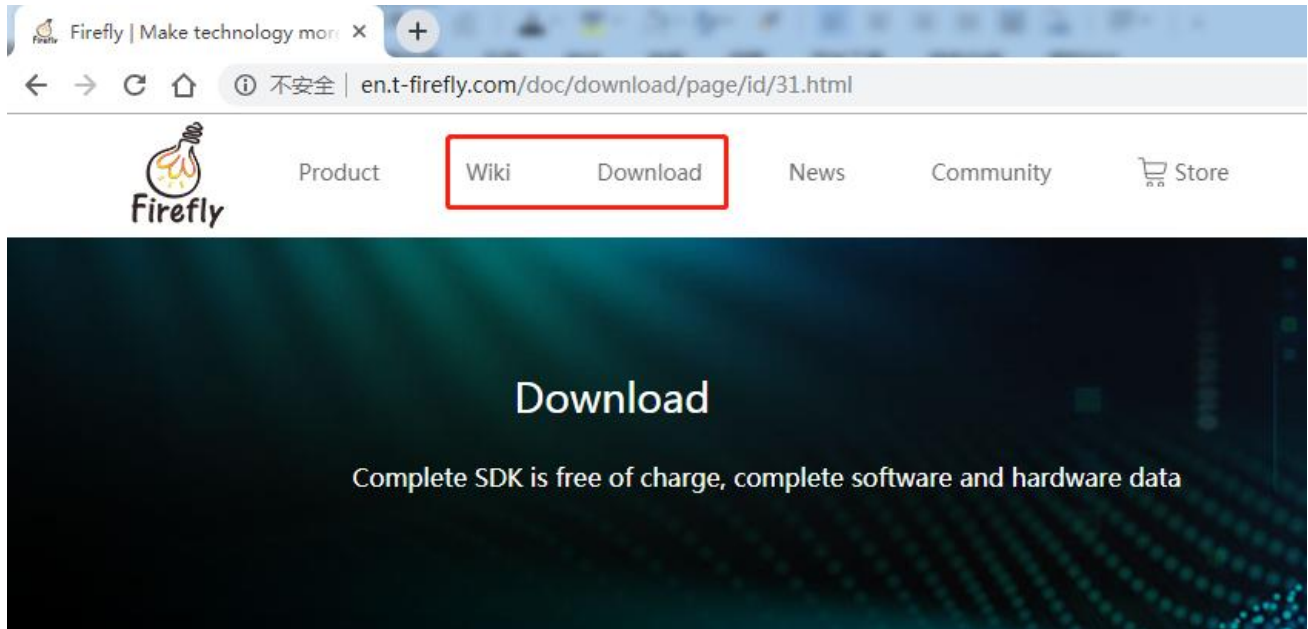 Firefly | Make technology mor
不安全 | en.t-firefly.com/doc/download/page/id/31.html
Firefly
Product Wiki Download News Community Store
Download
Complete SDK is free of charge, complete software and hardware data